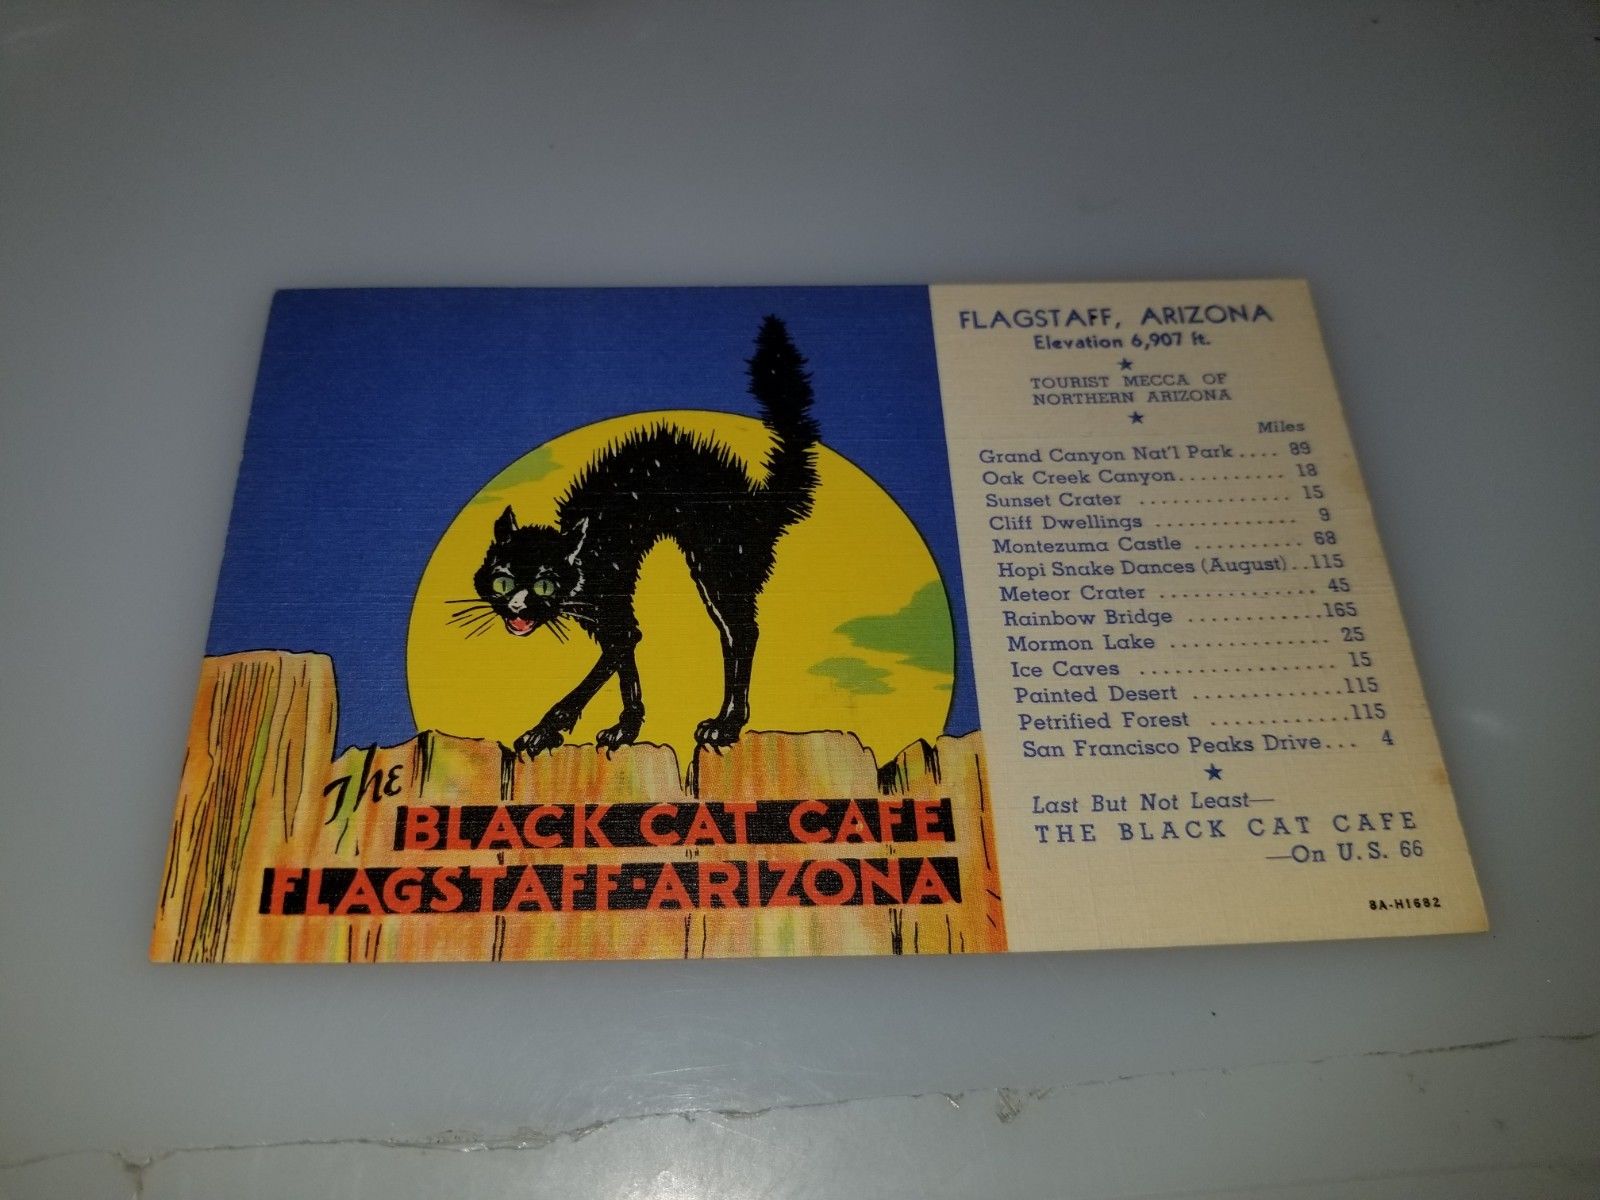 The
BLACK CAT CAFE
FLAGSTAFF-ARIZONA
FLAGSTAFF, ARIZONA
Elevation 6,907 ft.
TOURIST MECCA OF
NORTHERN ARIZONA
Miles
Grand Canyon Nat'l Park.... 89
Oak Creek Canyon.......... 18
Sunset Crater .............. 15
Cliff Dwellings ............. 9
Montezuma Castle .......... 68
Hopi Snake Dances (August)..115
Meteor Crater .............. 45
Rainbow Bridge ............165
Mormon Lake .............. 25
Ice Caves ................. 15
Painted Desert .............115
Petrified Forest ............115
San Francisco Peaks Drive... 4
Last But Not Least—
THE BLACK CAT CAFE
—On U.S. 66
8A-H1682